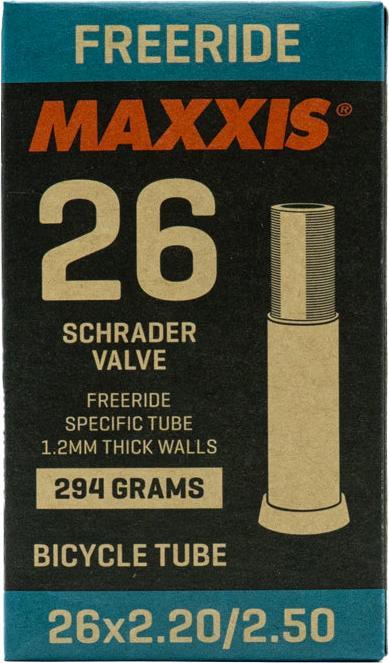 FREERIDE
MAXXIS®
26
SCHRADER
VALVE
FREERIDE
SPECIFIC TUBE
1.2MM THICK WALLS
294 GRAMS
BICYCLE TUBE
26x2.20/2.50